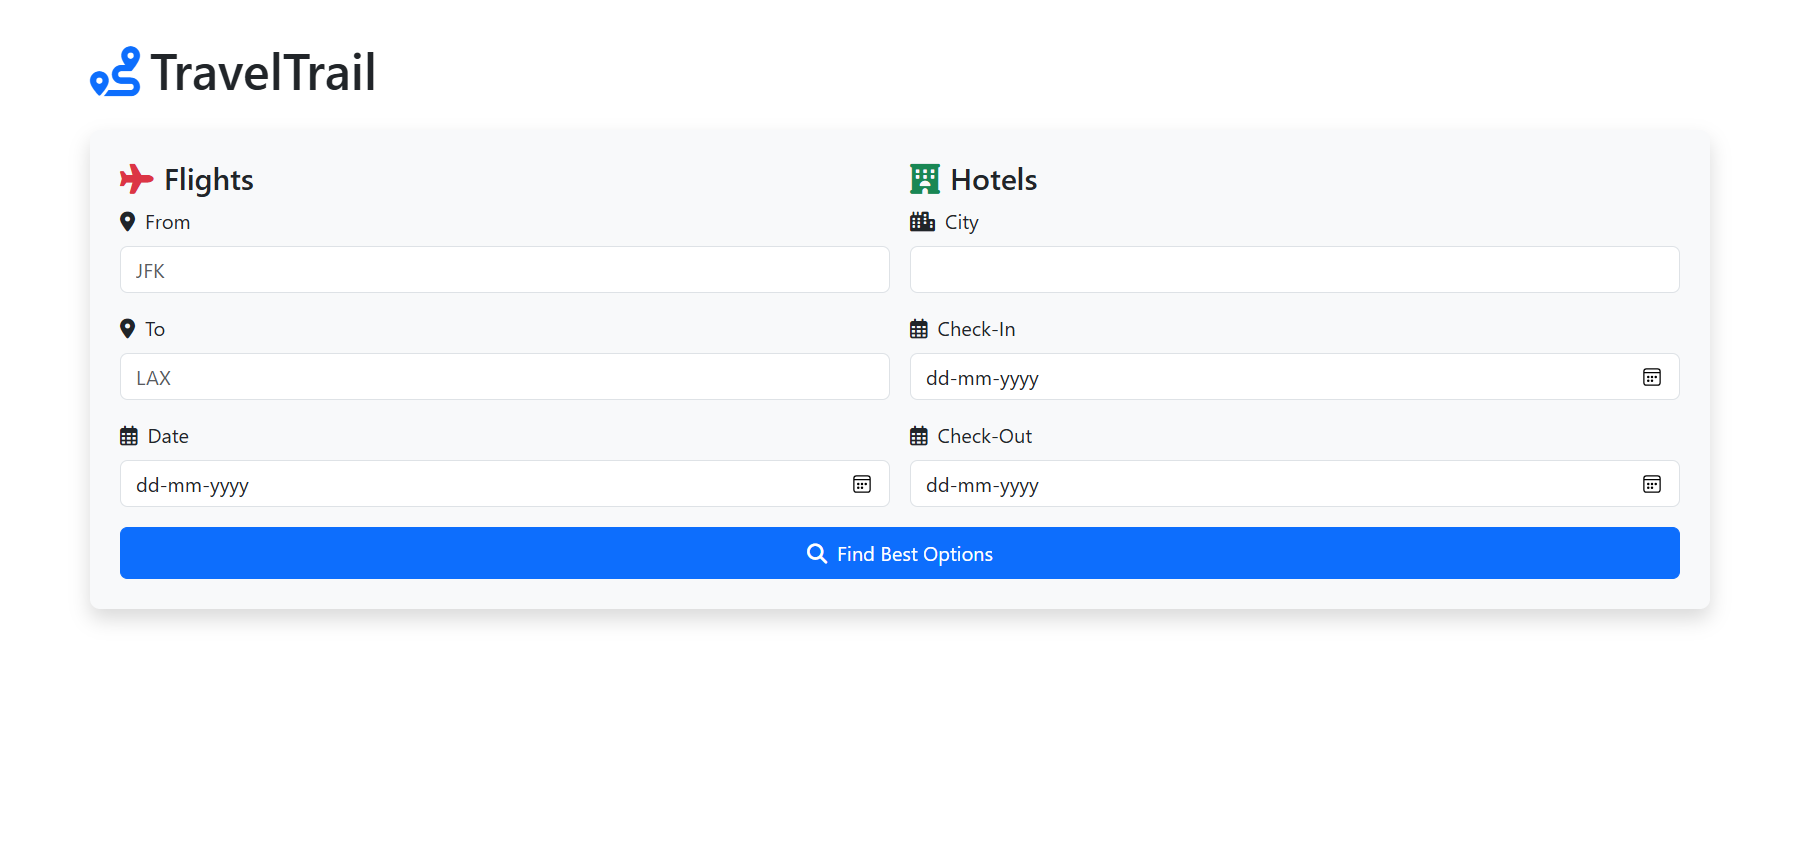 TravelTrail
Flights
From
JFK
To
LAX
Date
dd-mm-yyyy
Hotels
City
Check-In
dd-mm-yyyy
Check-Out
dd-mm-yyyy
Find Best Options